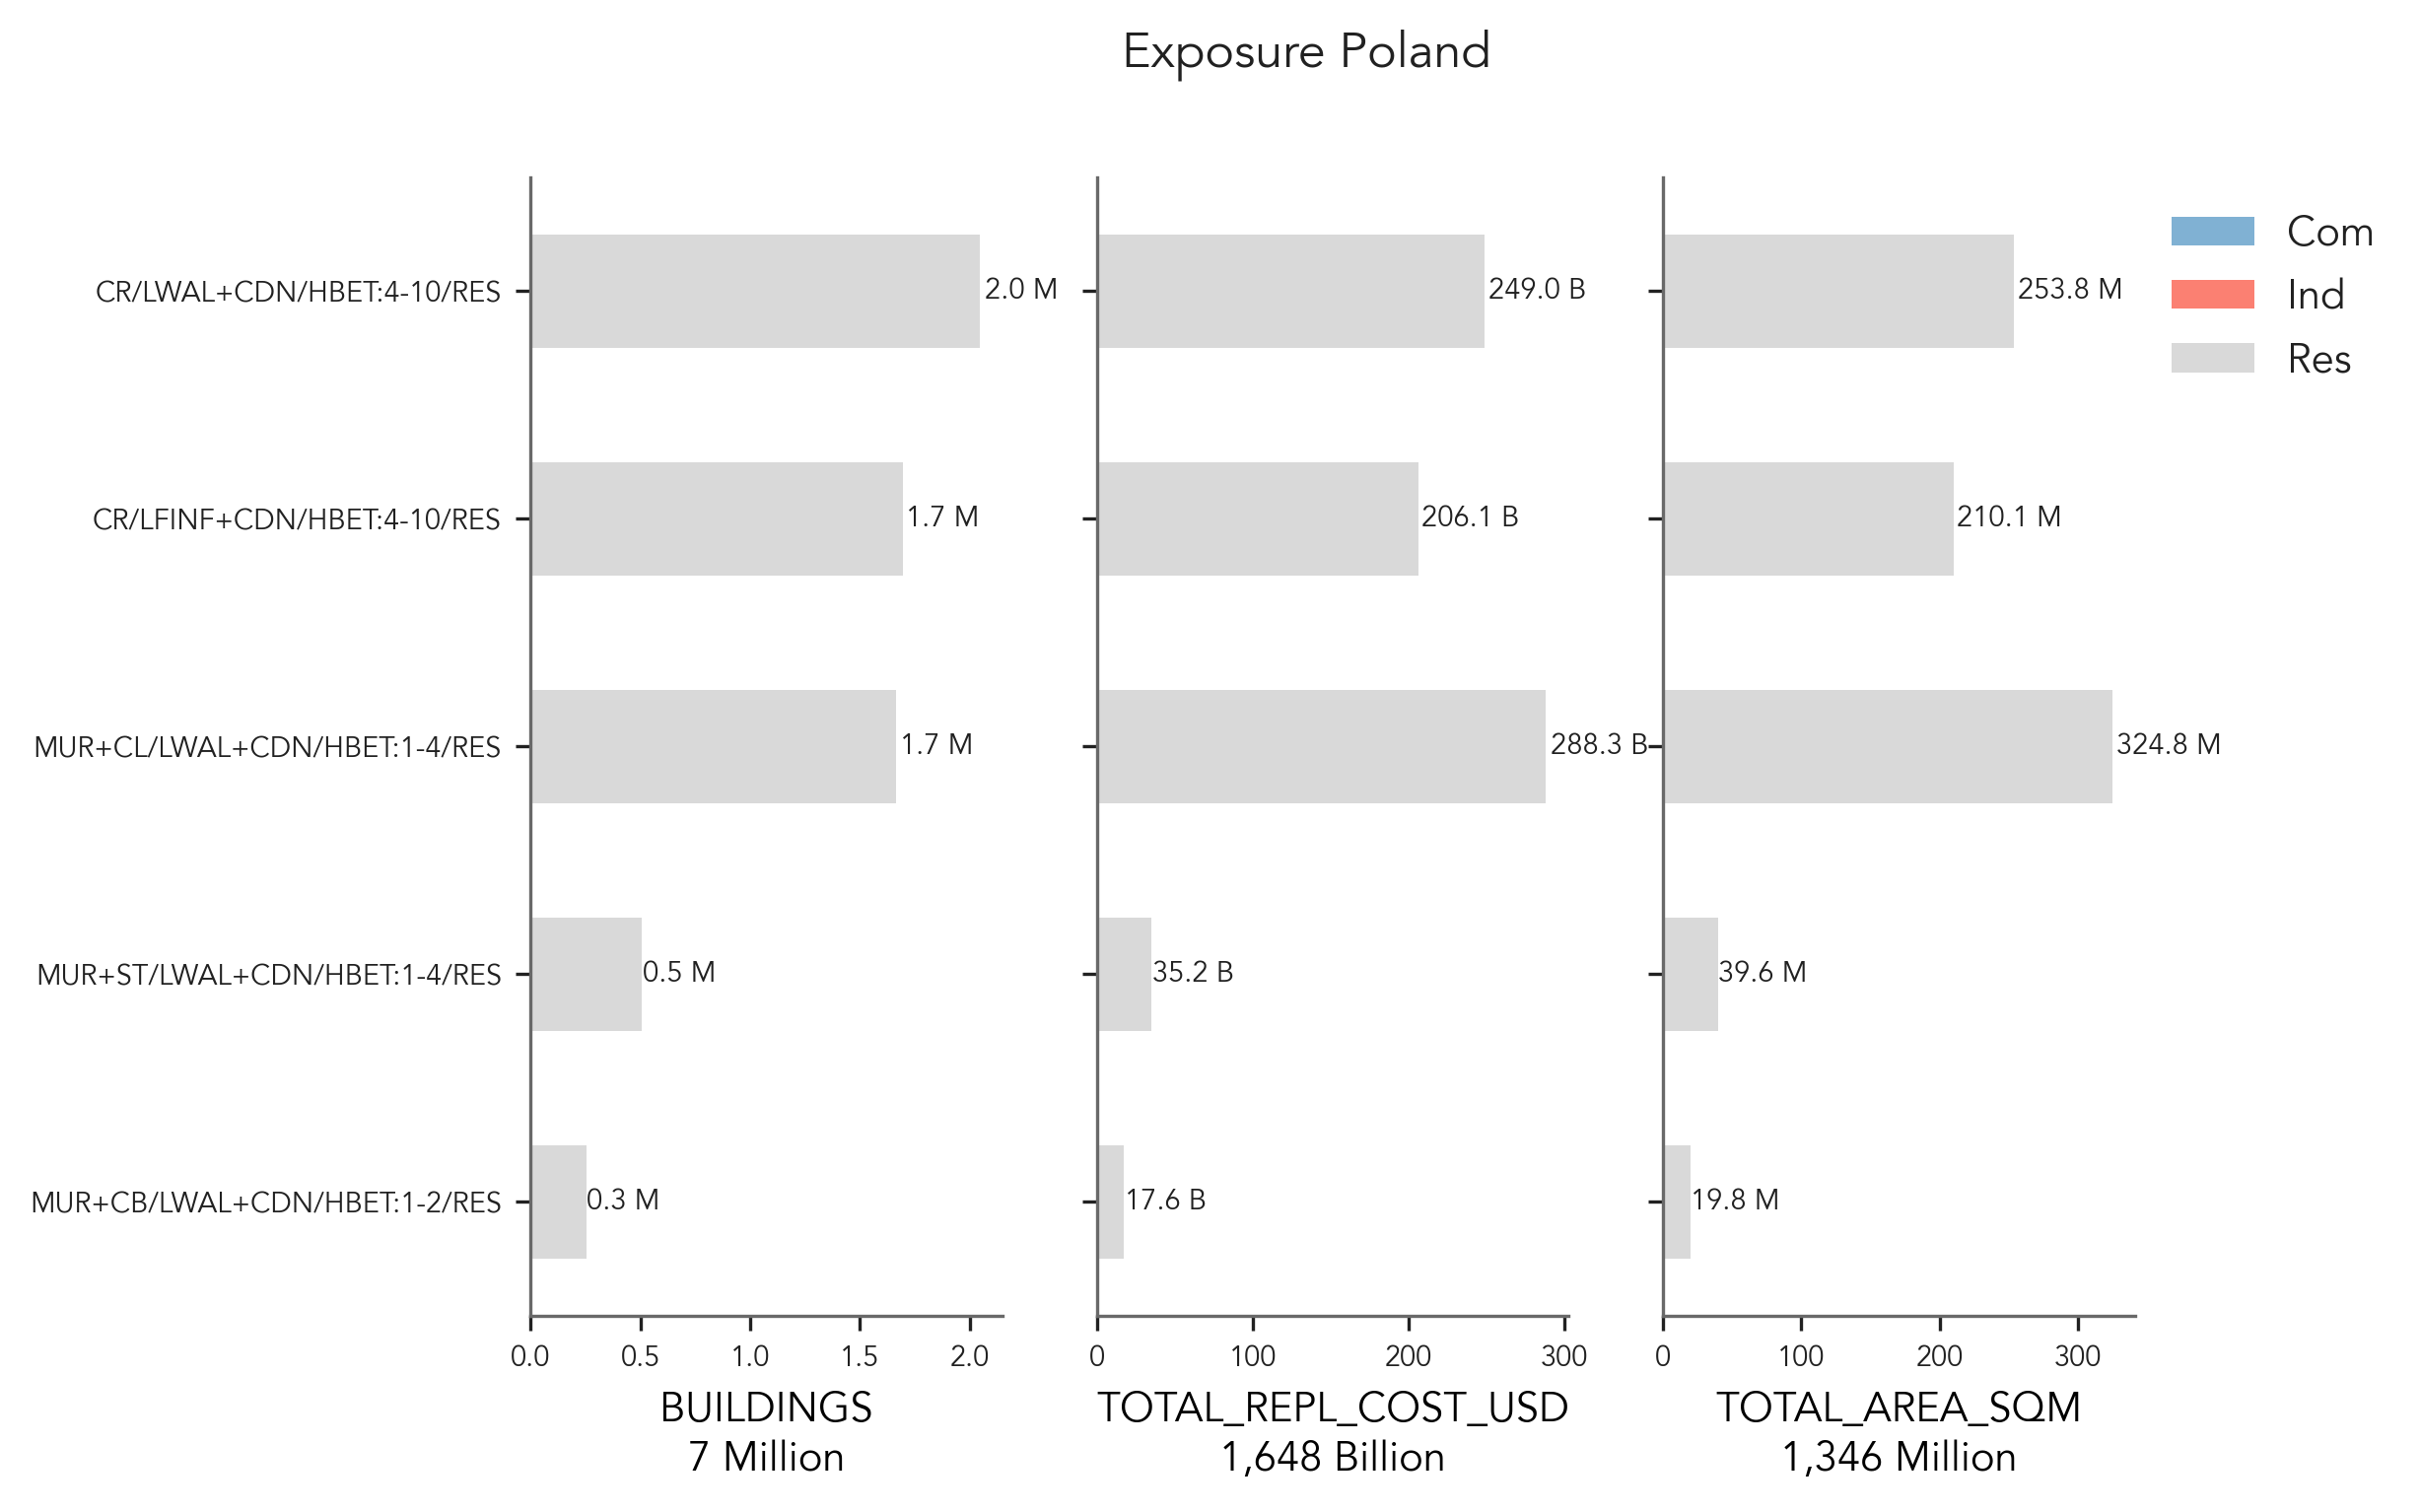 Exposure Poland
Com
Ind
Res
CR/LWAL+CDN/HBET:4-10/RES 2.0 M 249.0 B 253.8 M
CR/LFINF+CDN/HBET:4-10/RES 1.7 M 206.1 B 210.1 M
MUR+CL/LWAL+CDN/HBET:1-4/RES 1.7 M 288.3 B 324.8 M
MUR+ST/LWAL+CDN/HBET:1-4/RES 0.5 M 35.2 B 39.6 M
MUR+CB/LWAL+CDN/HBET:1-2/RES 0.3 M 17.6 B 19.8 M
0.0 0.5 1.0 1.5 2.0 0 100 200 300 0 100 200 300
BUILDINGS TOTAL_REPL_COST_USD TOTAL_AREA_SQM
7 Million 1,648 Billion 1,346 Million